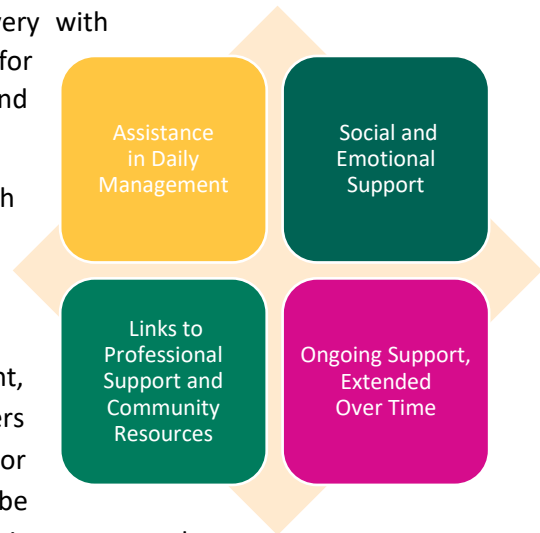 very with
for
nd
h
Assistance
in Daily
Management
Social and
Emotional
Support
Links to
Professional
Support and
Community
Resources
Ongoing Support,
Extended
Over Time
nt,
ers
or
be